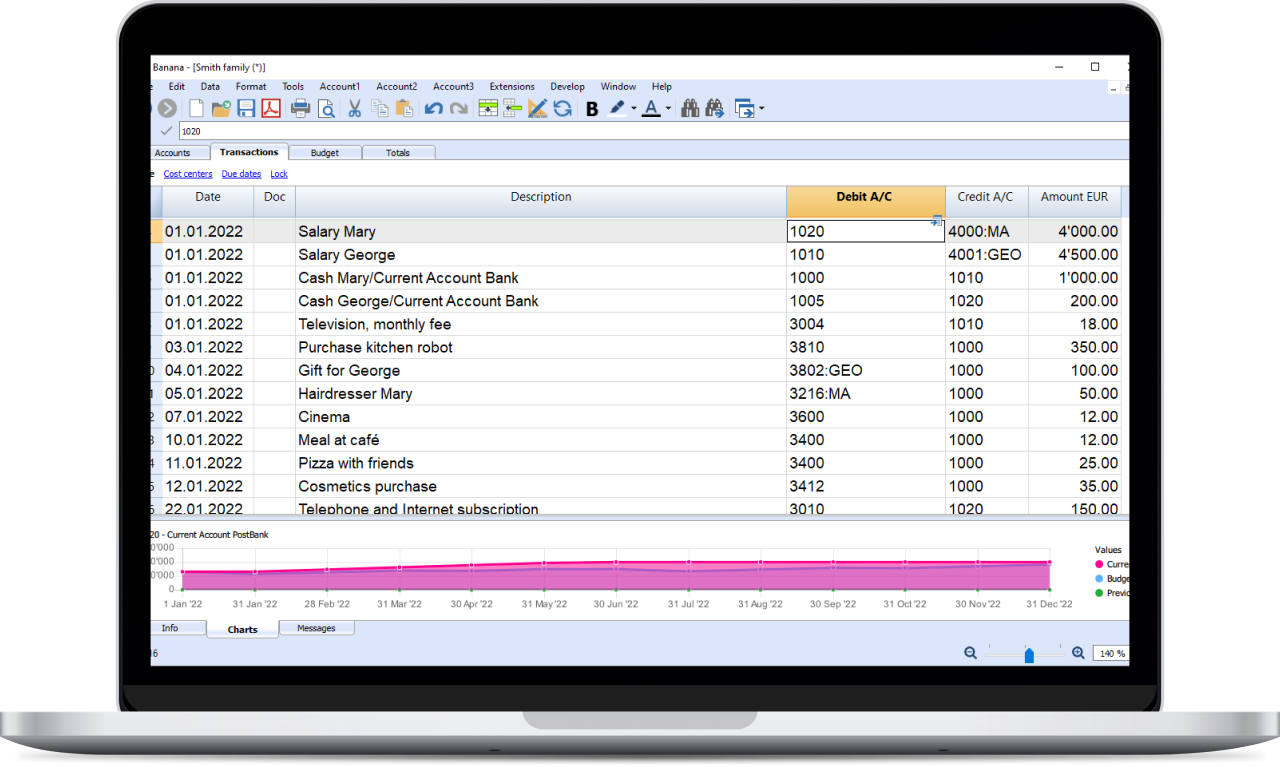 Banana - [Smith family (*)]
Edit Data Format Tools Account1 Account2 Account3 Extensions Develop Window Help
B A
1020
Accounts Transactions Budget Totals
Cost centers Due dates Lock
Date Doc Description Debit A/C Credit A/C Amount EUR
01.01.2022 Salary Mary 1020 4000:MA 4'000.00
01.01.2022 Salary George 1010 4001:GEO 4'500.00
01.01.2022 Cash Mary/Current Account Bank 1000 1010 1'000.00
01.01.2022 Cash George/Current Account Bank 1005 1020 200.00
01.01.2022 Television, monthly fee 3004 1010 18.00
03.01.2022 Purchase kitchen robot 3810 1000 350.00
04.01.2022 Gift for George 3802:GEO 1000 100.00
05.01.2022 Hairdresser Mary 3216:MA 1000 50.00
07.01.2022 Cinema 3600 1000 12.00
10.01.2022 Meal at café 3400 1000 12.00
11.01.2022 Pizza with friends 3400 1000 25.00
12.01.2022 Cosmetics purchase 3412 1000 35.00
22.01.2022 Telephone and Internet subscription 3010 1020 150.00
20 - Current Account PostBank
0'000
0'000
0'000
0
1 Jan '22 31 Jan '22 28 Feb '22 31 Mar '22 30 Apr '22 31 May '22 30 Jun '22 31 Jul '22 31 Aug '22 30 Sep '22 31 Oct '22 30 Nov '22 31 Dec '22
Values
Curre
Budge
Previo
Info Charts Messages
16
140 %